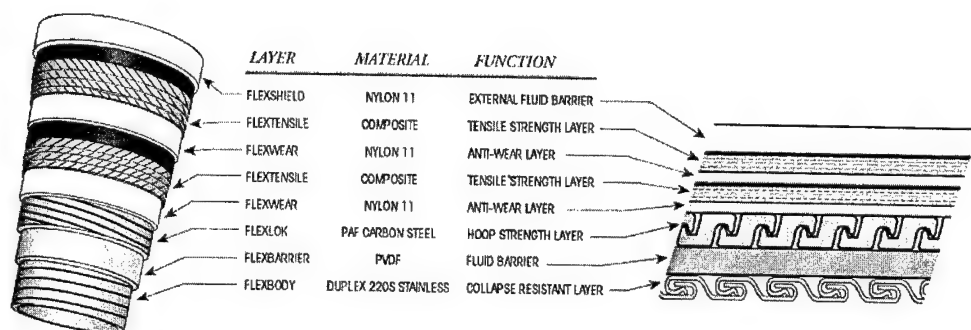 LAYER MATERIAL FUNCTION
FLEXSHIELD NYLON 11 EXTERNAL FLUID BARRIER
FLEXTENSILE COMPOSITE TENSILE STRENGTH LAYER
FLEXWEAR NYLON 11 ANTI-WEAR LAYER
FLEXTENSILE COMPOSITE TENSILE STRENGTH LAYER
FLEXWEAR NYLON 11 ANTI-WEAR LAYER
FLEXLOK PAF CARBON STEEL HOOP STRENGTH LAYER
FLEXBARRIER PVDF FLUID BARRIER
FLEXBODY DUPLEX 2205 STAINLESS COLLAPSE RESISTANT LAYER